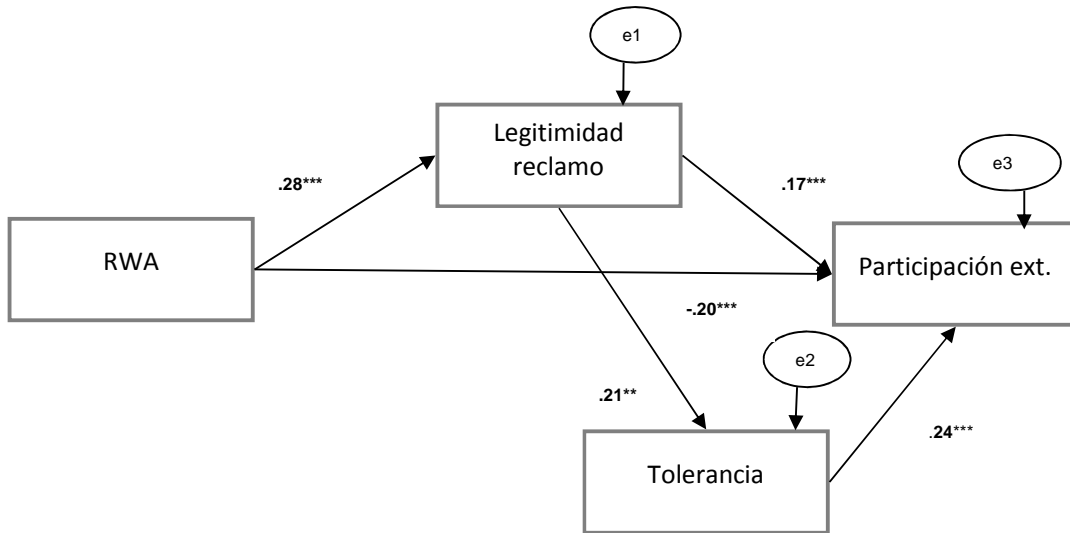 e1
Legitimidad
reclamo
e3
.28***
.17***
RWA
Participación ext.
-.20***
e2
.21**
.24***
Tolerancia